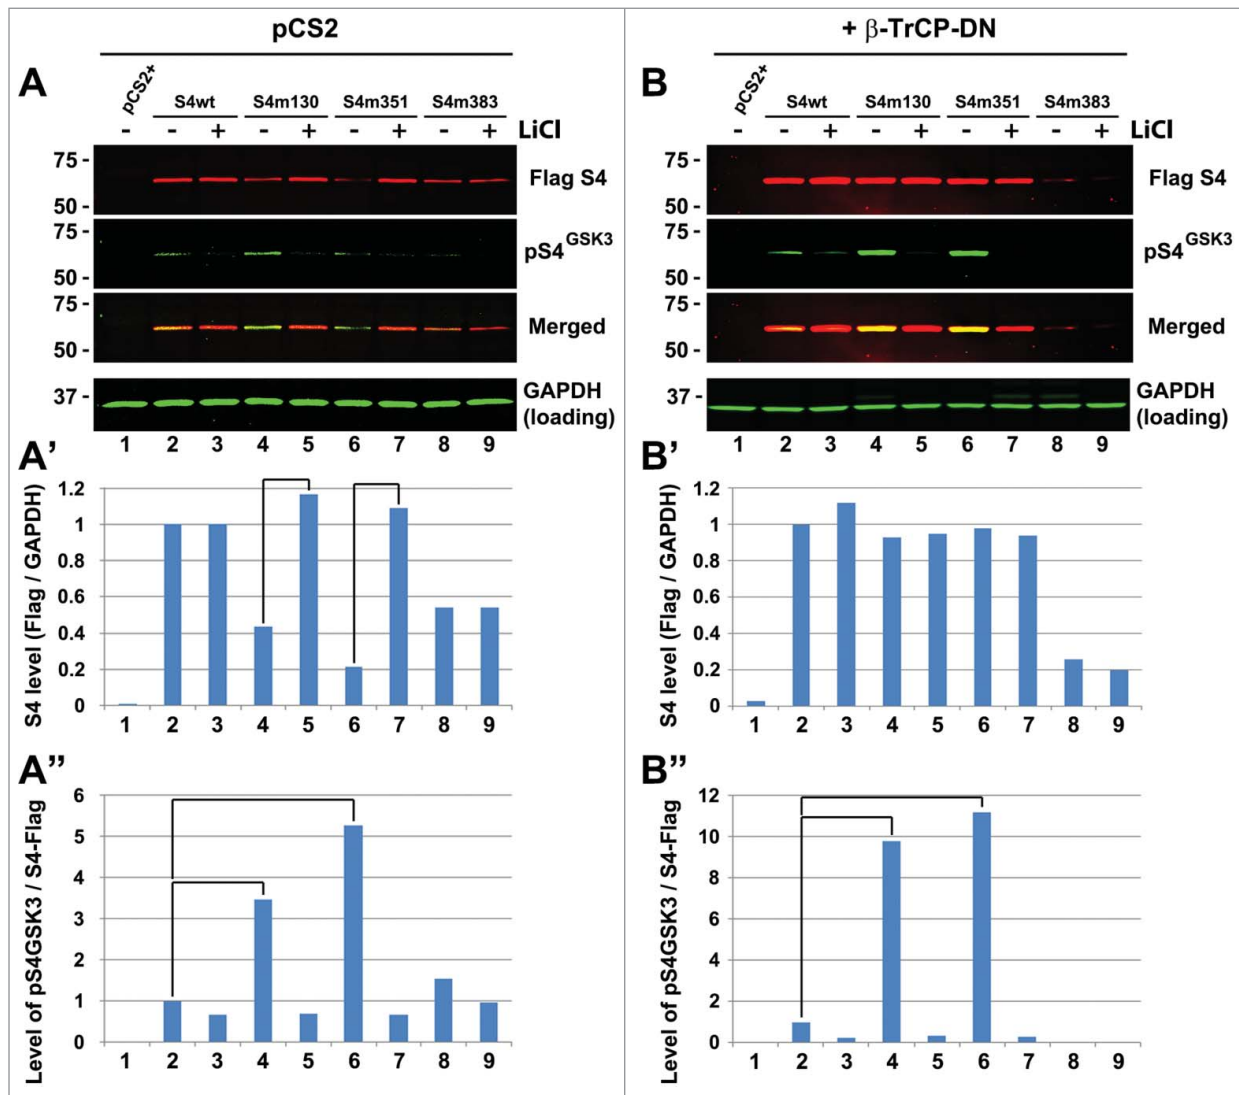 pCS2
A
pCS2+
S4wt S4m130 S4m351 S4m383
- - + - + - + - + LiCl
75 -
Flag S4
50 -
75 -
pS4GSK3
50 -
75 -
Merged
50 -
37 -
GAPDH
(loading)
1 2 3 4 5 6 7 8 9
A’
S4 level (Flag / GAPDH)
1.2
1
0.8
0.6
0.4
0.2
0
1 2 3 4 5 6 7 8 9
A”
Level of pS4GSK3 / S4-Flag
6
5
4
3
2
1
0
1 2 3 4 5 6 7 8 9
+ β-TrCP-DN
B
pCS2+
S4wt S4m130 S4m351 S4m383
- - + - + - + - + LiCl
75 -
Flag S4
50 -
75 -
pS4GSK3
50 -
75 -
Merged
50 -
37 -
GAPDH
(loading)
1 2 3 4 5 6 7 8 9
B’
S4 level (Flag / GAPDH)
1.2
1
0.8
0.6
0.4
0.2
0
1 2 3 4 5 6 7 8 9
B”
Level of pS4GSK3 / S4-Flag
12
10
8
6
4
2
0
1 2 3 4 5 6 7 8 9